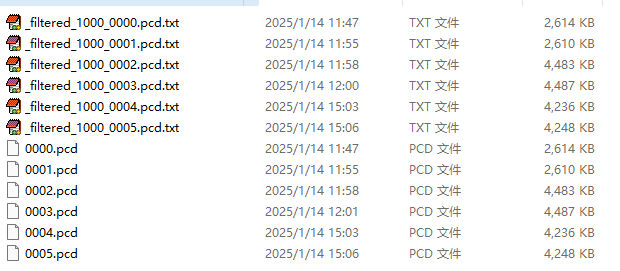 _filtered_1000_0000.pcd.txt 2025/1/14 11:47 TXT 文件 2,614 KB
_filtered_1000_0001.pcd.txt 2025/1/14 11:55 TXT 文件 2,610 KB
_filtered_1000_0002.pcd.txt 2025/1/14 11:58 TXT 文件 4,483 KB
_filtered_1000_0003.pcd.txt 2025/1/14 12:00 TXT 文件 4,487 KB
_filtered_1000_0004.pcd.txt 2025/1/14 15:03 TXT 文件 4,236 KB
_filtered_1000_0005.pcd.txt 2025/1/14 15:06 TXT 文件 4,248 KB
0000.pcd 2025/1/14 11:47 PCD 文件 2,614 KB
0001.pcd 2025/1/14 11:55 PCD 文件 2,610 KB
0002.pcd 2025/1/14 11:58 PCD 文件 4,483 KB
0003.pcd 2025/1/14 12:01 PCD 文件 4,487 KB
0004.pcd 2025/1/14 15:03 PCD 文件 4,236 KB
0005.pcd 2025/1/14 15:06 PCD 文件 4,248 KB